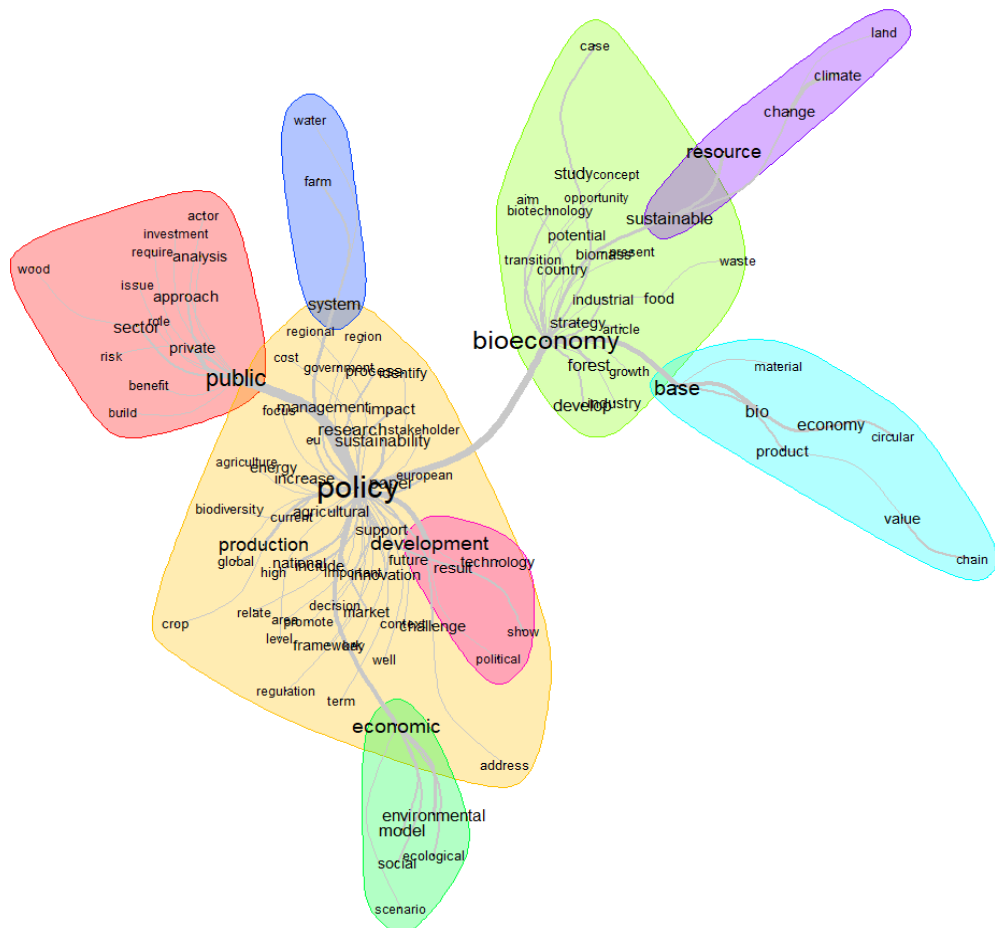 land
case
climate
change
water
resource
study
concept
farm
aim
opportunity
biotechnology
actor
sustainable
investment
potential
require
analysis
transition
biomass
present
country
waste
wood
issue
approach
industrial
food
system
role
sector
strategy
article
regional
region
bioeconomy
private
risk
cost
government
process
identify
forest
growth
material
benefit
public
base
build
focus
management
impact
develop
industry
bio
economy
circular
research
stakeholder
eu
sustainability
product
agriculture
energy
increase
policy
paper
european
biodiversity
current
agricultural
value
support
production
development
global
national
include
future
result
technology
chain
high
important
innovation
decision
relate
area
promote
market
crop
context
challenge
show
level
framework
key
well
political
regulation
term
economic
address
environmental
model
social
ecological
scenario